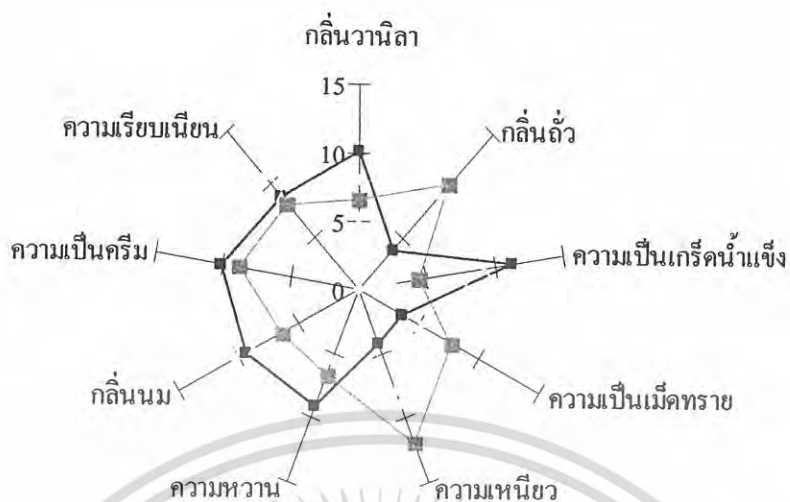 กลิ่นวานิลา
15
ความเรียบเนียน
กลิ่นถั่ว
10
5
ความเป็นครีม
ความเป็นเกร็ดน้ำแข็ง
0
กลิ่นนม
ความเป็นเม็ดทราย
ความหวาน
ความเหนียว